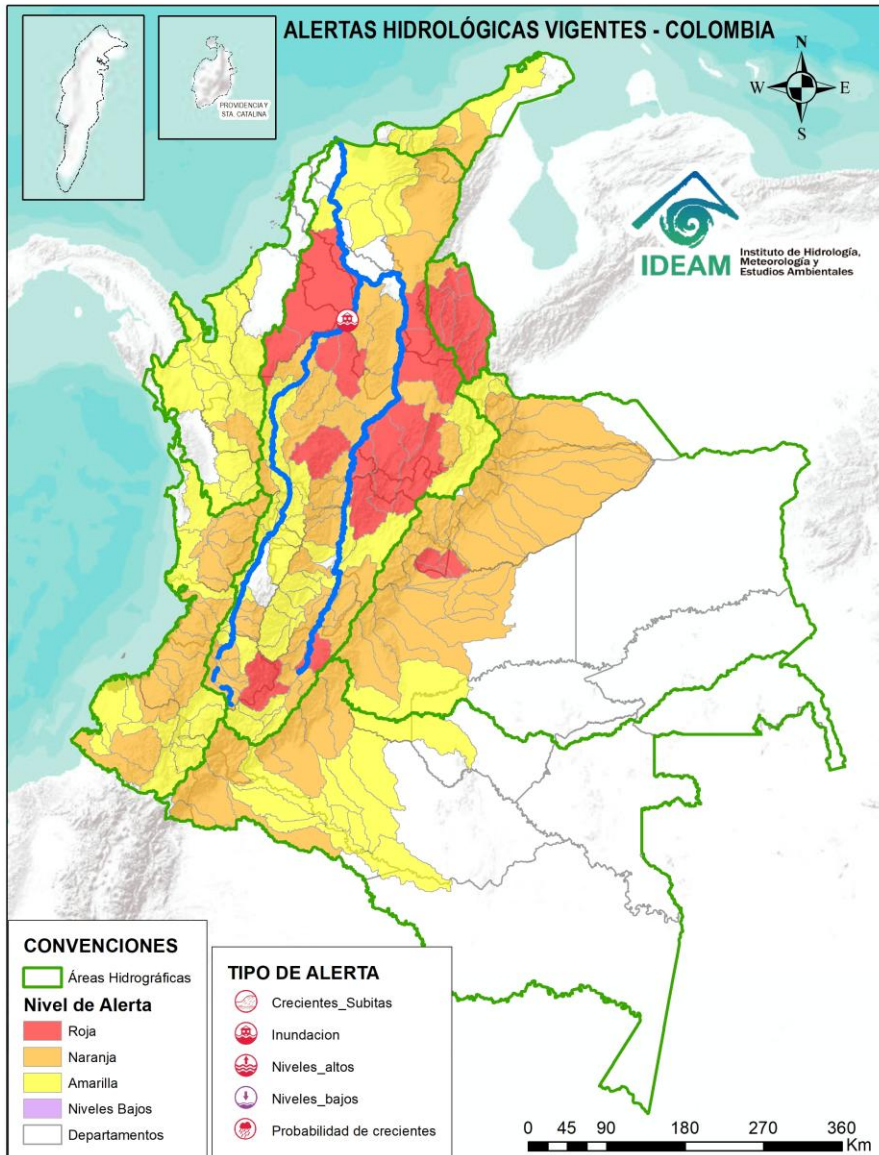 ALERTAS HIDROLÓGICAS VIGENTES - COLOMBIA
PROVIDENCIA Y
STA. CATALINA
N
W
E
S
IDEAM
Instituto de Hidrología,
Meteorología y
Estudios Ambientales
CONVENCIONES
Áreas Hidrográficas
Nivel de Alerta
Roja
Naranja
Amarilla
Niveles Bajos
Departamentos
TIPO DE ALERTA
Crecientes_Subitas
Inundacion
Niveles_altos
Niveles_bajos
Probabilidad de crecientes
0 45 90 180 270 360
Km